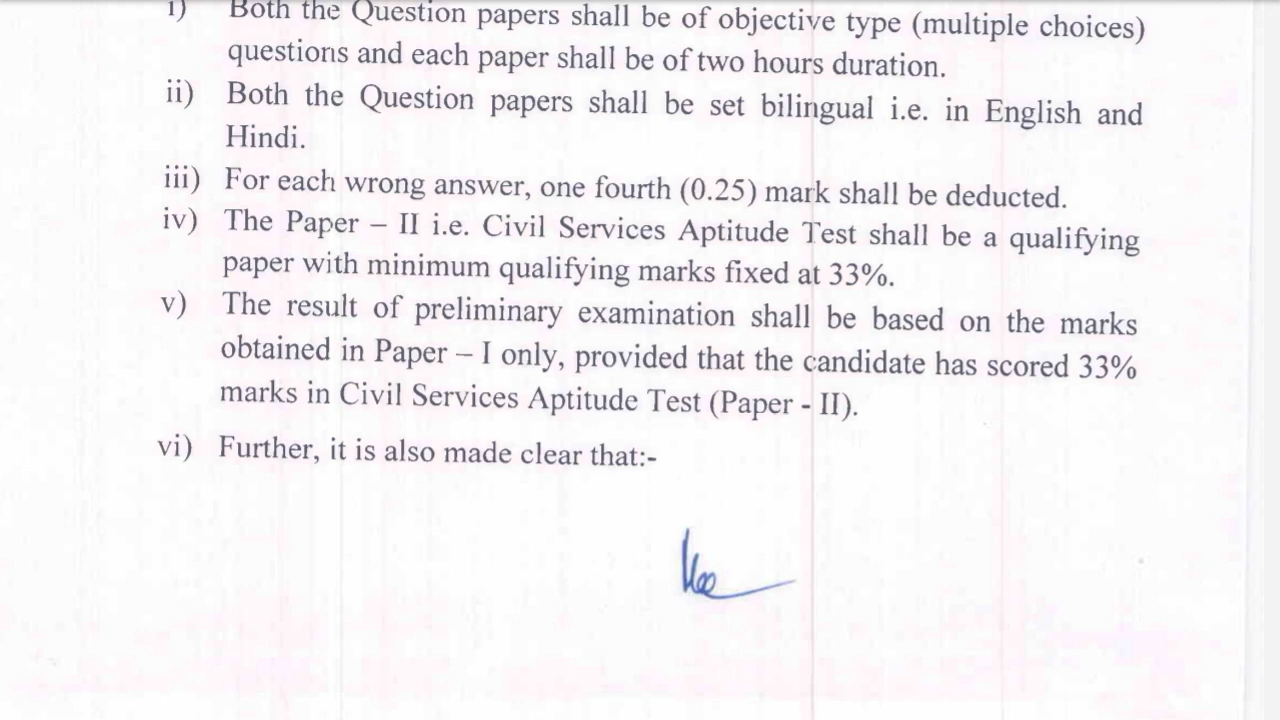 i) Both the Question papers shall be of objective type (multiple choices)
questions and each paper shall be of two hours duration.
ii) Both the Question papers shall be set bilingual i.e. in English and
Hindi.
iii) For each wrong answer, one fourth (0.25) mark shall be deducted.
iv) The Paper – II i.e. Civil Services Aptitude Test shall be a qualifying
paper with minimum qualifying marks fixed at 33%.
v) The result of preliminary examination shall be based on the marks
obtained in Paper – I only, provided that the candidate has scored 33%
marks in Civil Services Aptitude Test (Paper - II).
vi) Further, it is also made clear that:-